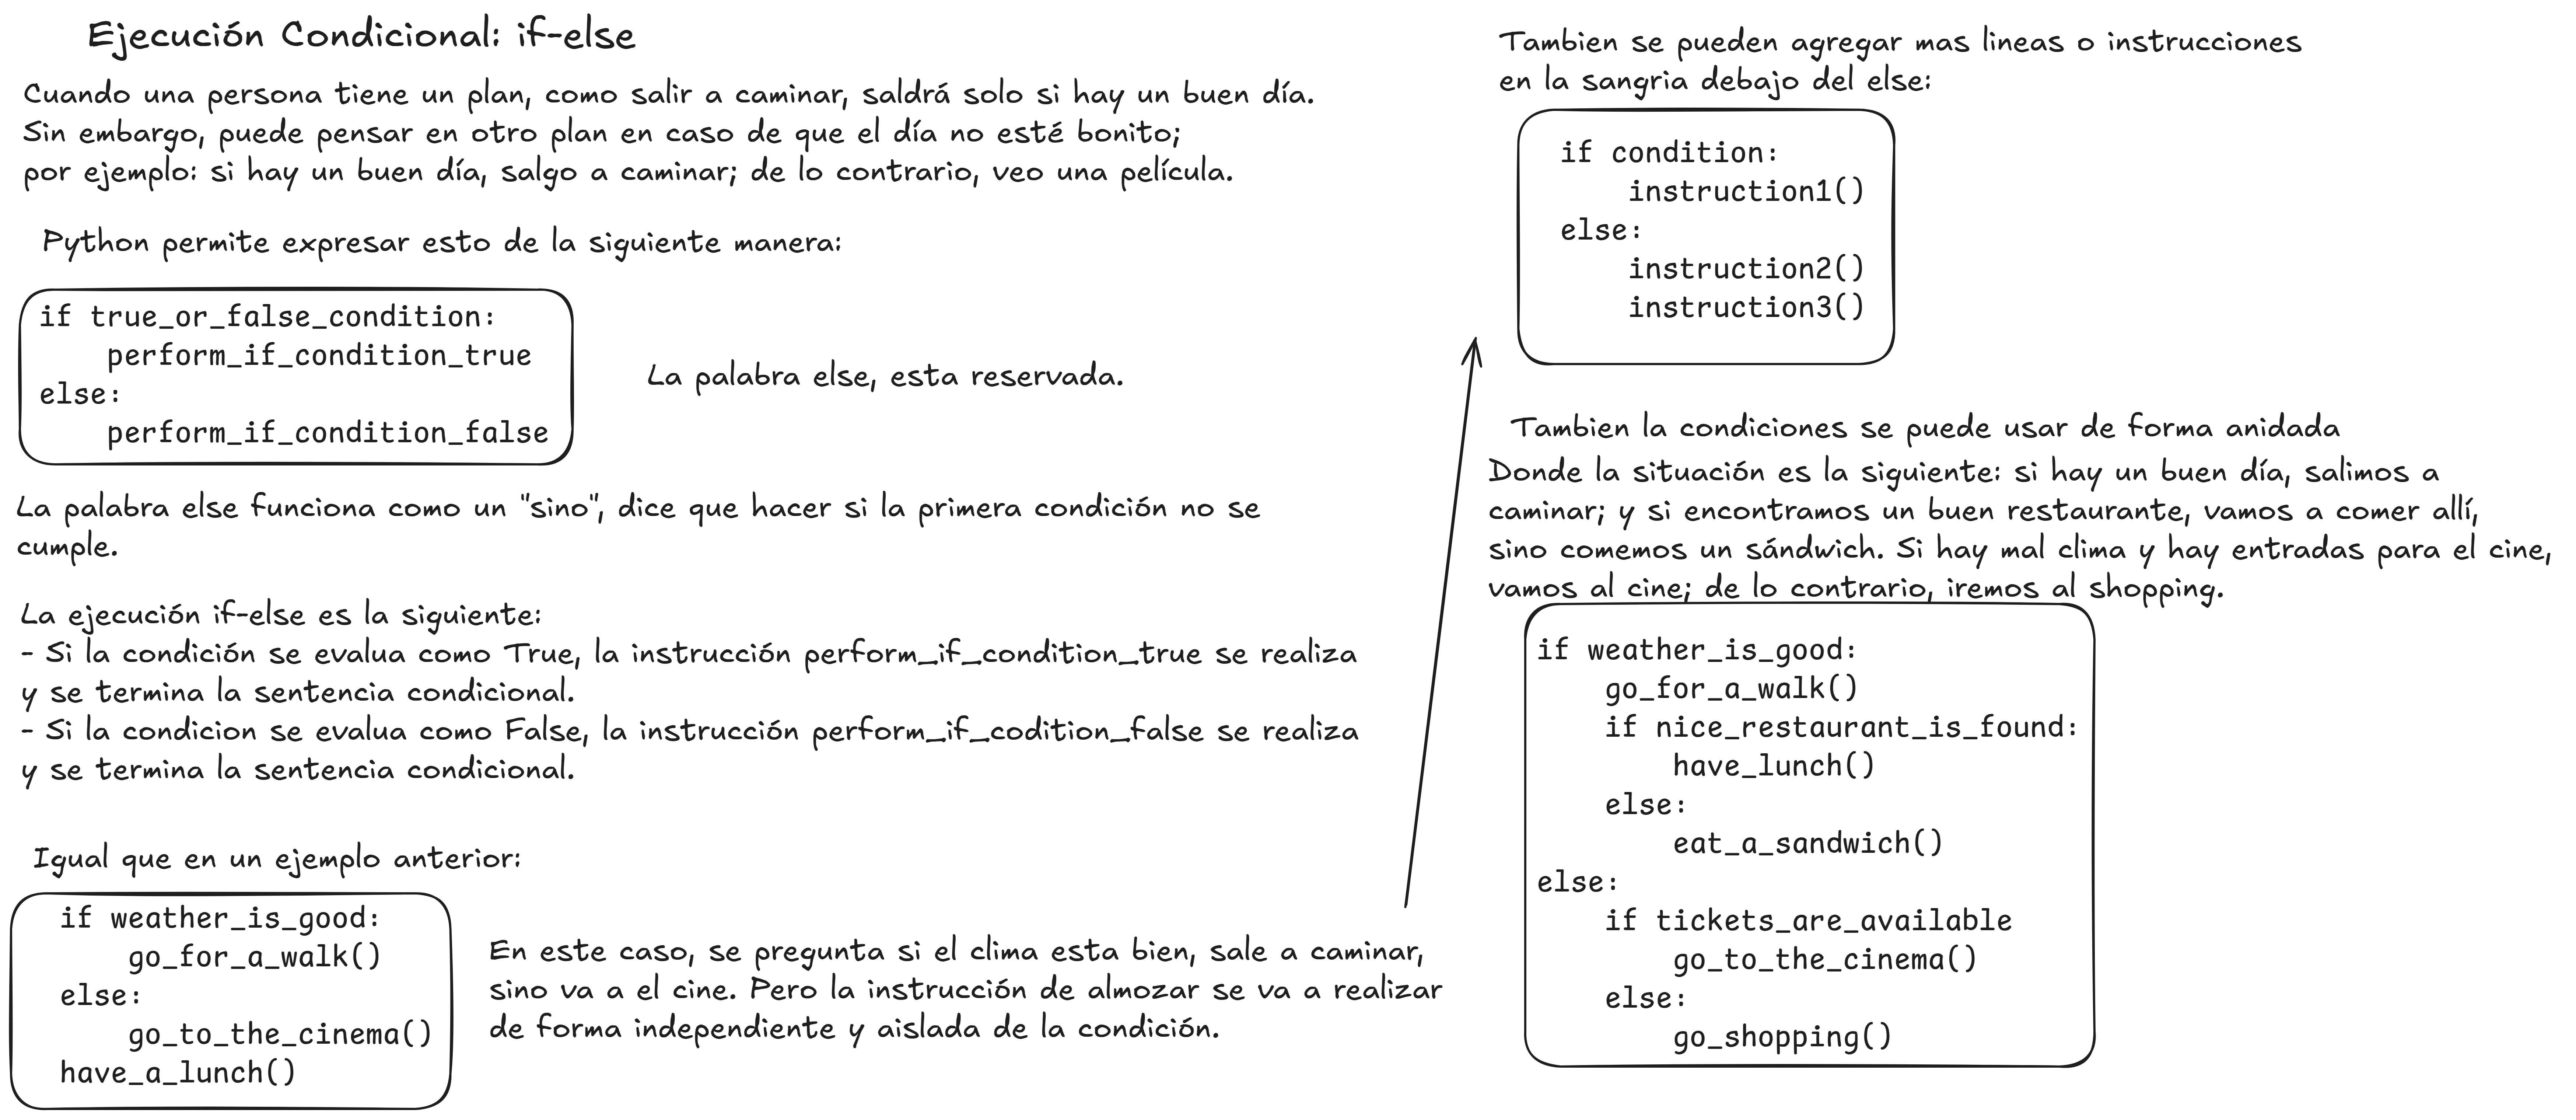 Ejecución Condicional: if-else
Cuando una persona tiene un plan, como salir a caminar, saldrá solo si hay un buen día.
Sin embargo, puede pensar en otro plan en caso de que el día no esté bonito;
por ejemplo: si hay un buen día, salgo a caminar; de lo contrario, veo una película.
Python permite expresar esto de la siguiente manera:
if true_or_false_condition:
    perform_if_condition_true
else:
    perform_if_condition_false
La palabra else, esta reservada.
La palabra else funciona como un "sino", dice que hacer si la primera condición no se
cumple.
La ejecución if-else es la siguiente:
- Si la condición se evalua como True, la instrucción perform_if_condition_true se realiza
y se termina la sentencia condicional.
- Si la condicion se evalua como False, la instrucción perform_if_codition_false se realiza
y se termina la sentencia condicional.
Igual que en un ejemplo anterior:
if weather_is_good:
    go_for_a_walk()
else:
    go_to_the_cinema()
have_a_lunch()
En este caso, se pregunta si el clima esta bien, sale a caminar,
sino va a el cine. Pero la instrucción de almozar se va a realizar
de forma independiente y aislada de la condición.
Tambien se pueden agregar mas lineas o instrucciones
en la sangria debajo del else:
if condition:
    instruction1()
else:
    instruction2()
    instruction3()
Tambien la condiciones se puede usar de forma anidada
Donde la situación es la siguiente: si hay un buen día, salimos a
caminar; y si encontramos un buen restaurante, vamos a comer allí,
sino comemos un sándwich. Si hay mal clima y hay entradas para el cine,
vamos al cine; de lo contrario, iremos al shopping.
if weather_is_good:
    go_for_a_walk()
    if nice_restaurant_is_found:
        have_lunch()
    else:
        eat_a_sandwich()
else:
    if tickets_are_available
        go_to_the_cinema()
    else:
        go_shopping()